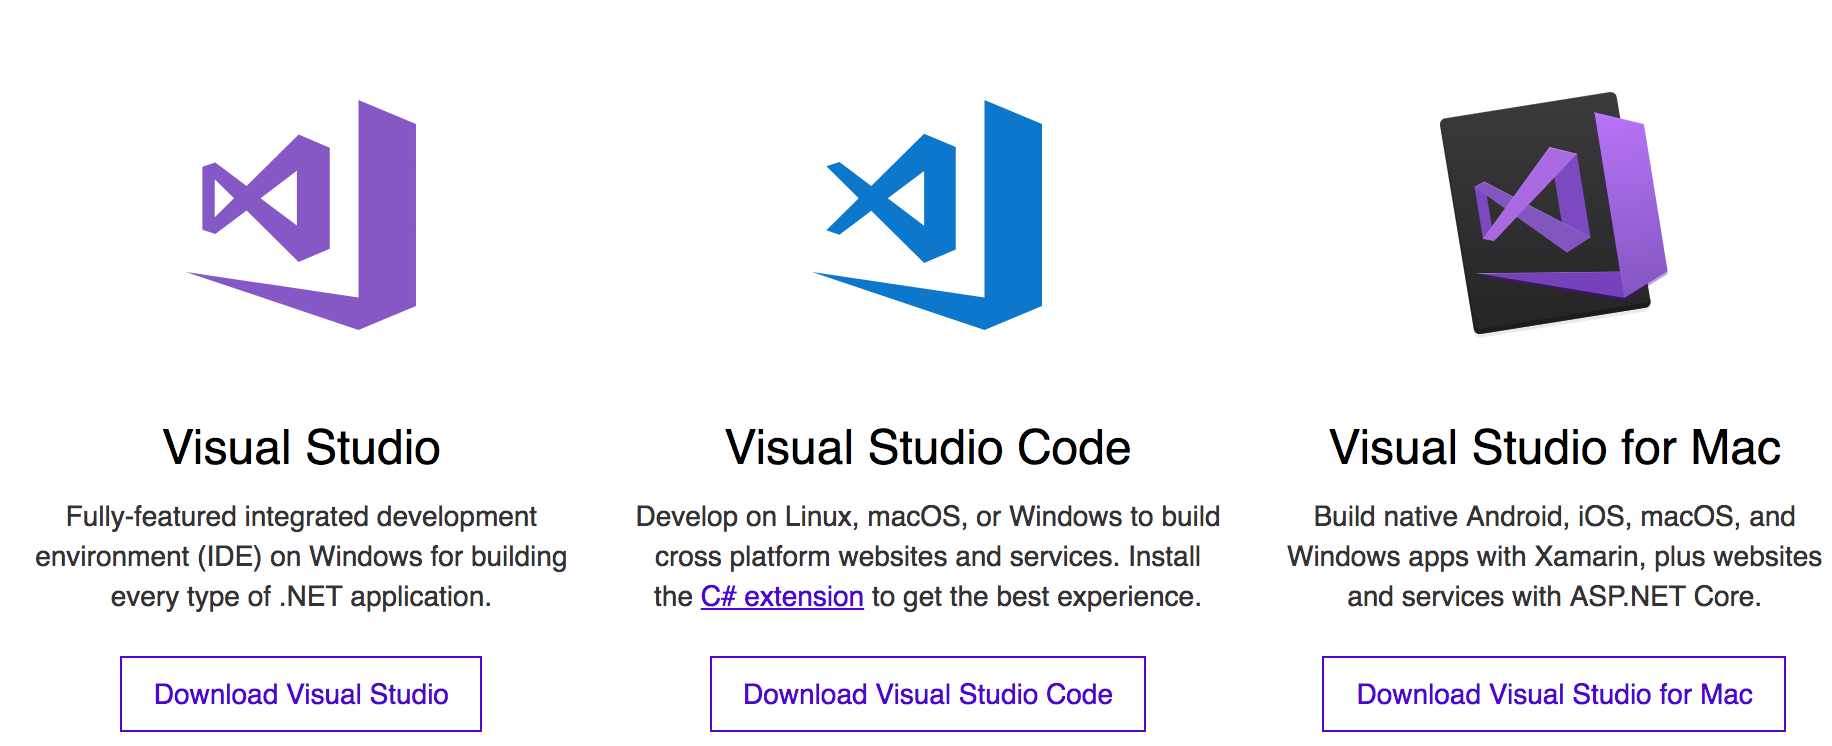 Visual Studio
Fully-featured integrated development
environment (IDE) on Windows for building
every type of .NET application.
Download Visual Studio
Visual Studio Code
Develop on Linux, macOS, or Windows to build
cross platform websites and services. Install
the C# extension to get the best experience.
Download Visual Studio Code
Visual Studio for Mac
Build native Android, iOS, macOS, and
Windows apps with Xamarin, plus websites
and services with ASP.NET Core.
Download Visual Studio for Mac